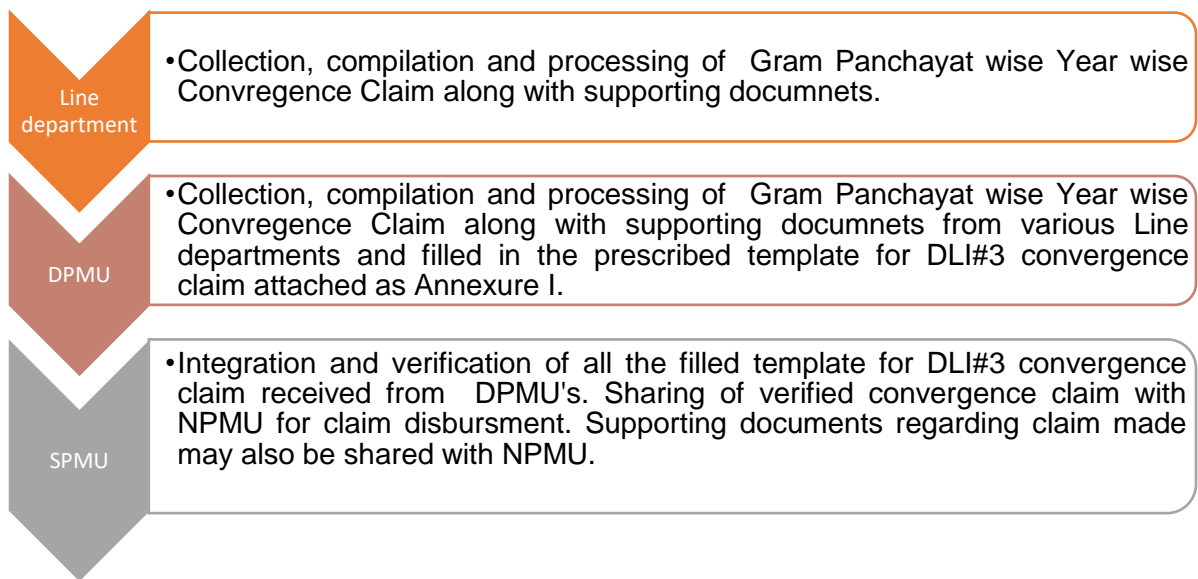 Line
department
•Collection, compilation and processing of Gram Panchayat wise Year wise
Convregence Claim along with supporting documnets.
DPMU
•Collection, compilation and processing of Gram Panchayat wise Year wise
Convregence Claim along with supporting documnets from various Line
departments and filled in the prescribed template for DLI#3 convergence
claim attached as Annexure I.
SPMU
•Integration and verification of all the filled template for DLI#3 convergence
claim received from DPMU's. Sharing of verified convergence claim with
NPMU for claim disbursment. Supporting documents regarding claim made
may also be shared with NPMU.